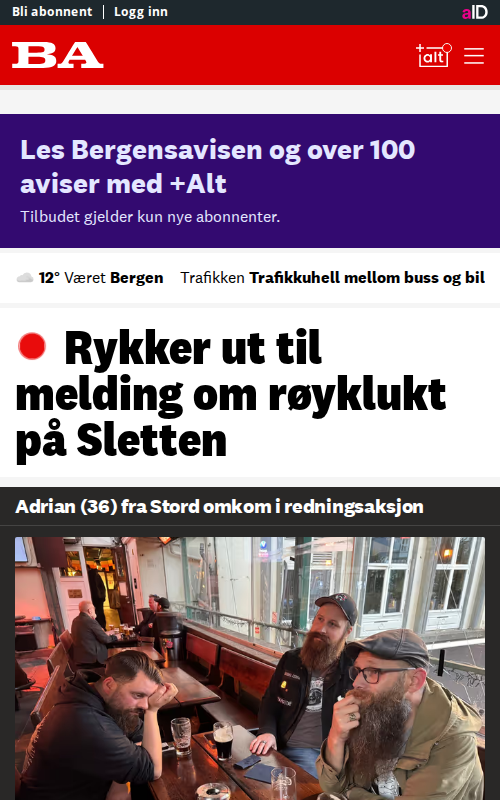 Bli abonnent | Logg inn
aID
BA
+alt
Les Bergensavisen og over 100
aviser med +Alt
Tilbudet gjelder kun nye abonnenter.
12° Været Bergen Trafikken Trafikkuhell mellom buss og bil
Rykker ut til
melding om røyklukt
på Sletten
Adrian (36) fra Stord omkom i redningsaksjon